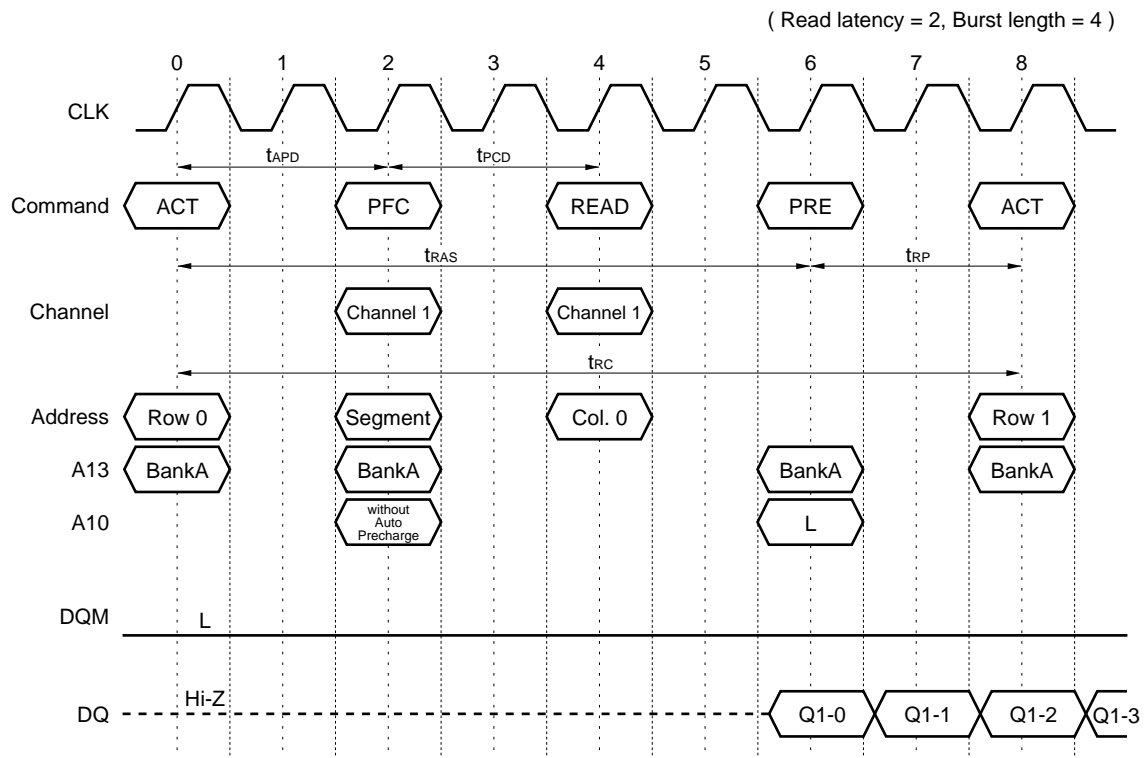 ( Read latency = 2, Burst length = 4 )
0 1 2 3 4 5 6 7 8
CLK
tAPD tPCD
Command ACT PFC READ PRE ACT
tRAS tRP
Channel Channel 1 Channel 1
tRC
Address Row 0 Segment Col. 0 Row 1
A13 BankA BankA BankA BankA
A10 without Auto Precharge L
DQM L
DQ Hi-Z Q1-0 Q1-1 Q1-2 Q1-3